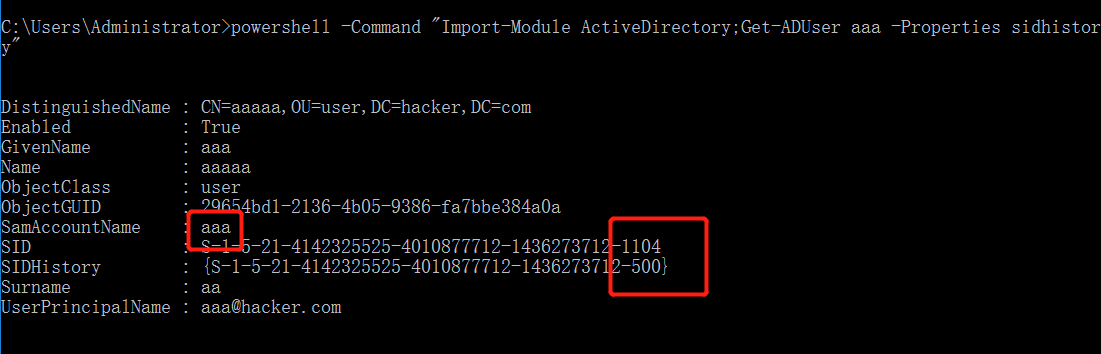 C:\Users\Administrator>powershell -Command "Import-Module ActiveDirectory;Get-ADUser aaa -Properties sidhistor
y"
DistinguishedName : CN=aaaaa,OU=user,DC=hacker,DC=com
Enabled : True
GivenName : aaa
Name : aaaaa
ObjectClass : user
ObjectGUID : 29654bd1-2136-4b05-9386-fa7bbe384a0a
SamAccountName : aaa
SID : S-1-5-21-4142325525-4010877712-1436273712-1104
SIDHistory : {S-1-5-21-4142325525-4010877712-1436273712-500}
Surname : aa
UserPrincipalName : aaa@hacker.com